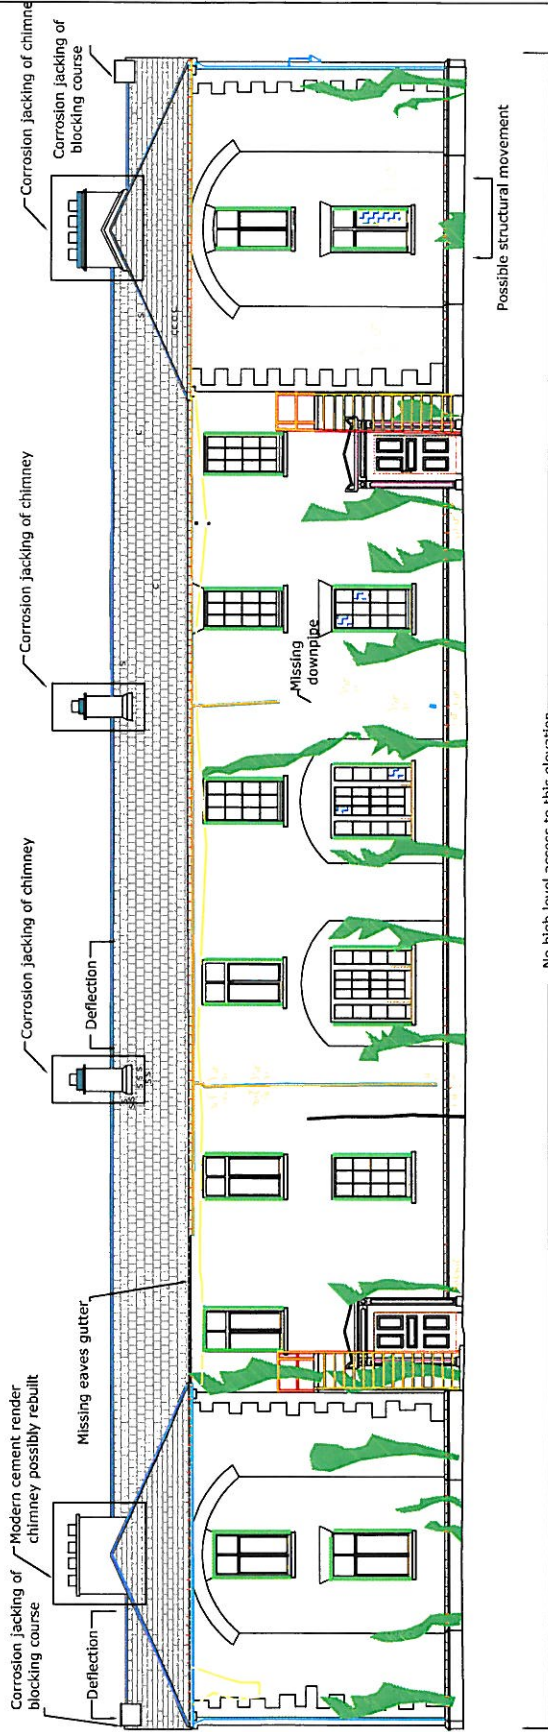 Corrosion jacking of
blocking course
Modern cement render
chimney possibly rebuilt
Deflection
Missing eaves gutter
Corrosion jacking of chimney
Deflection
Corrosion jacking of chimney
Missing
downpipe
Corrosion jacking of chimne
Corrosion jacking of
blocking course
Possible structural movement
No high level access to this elevation